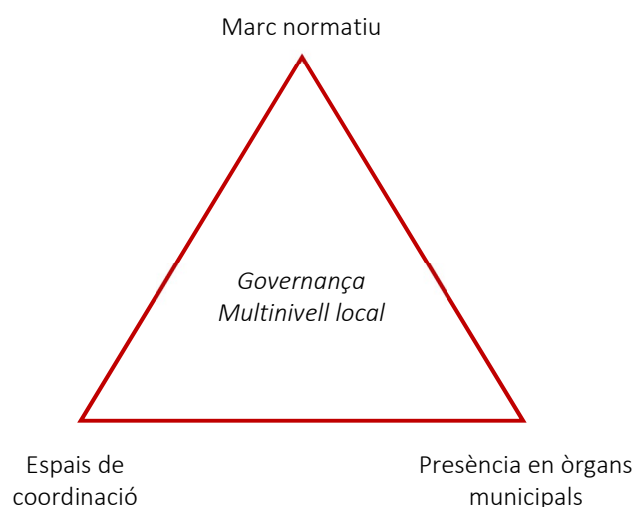 Marc normatiu
Governança
Multinivell local
Espais de
coordinació
Presència en òrgans
municipals